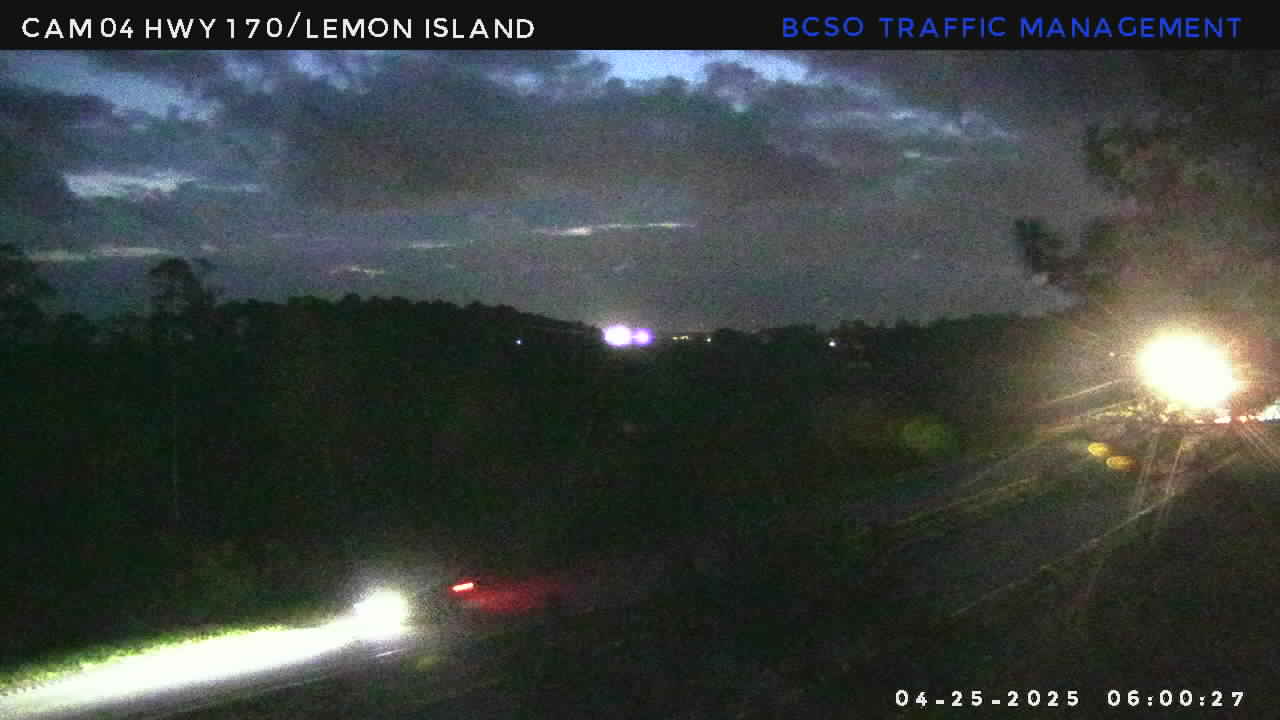 CAM04 HWY 170/LEMON ISLAND
BCSO TRAFFIC MANAGEMENT
04-25-2025 06:00:27